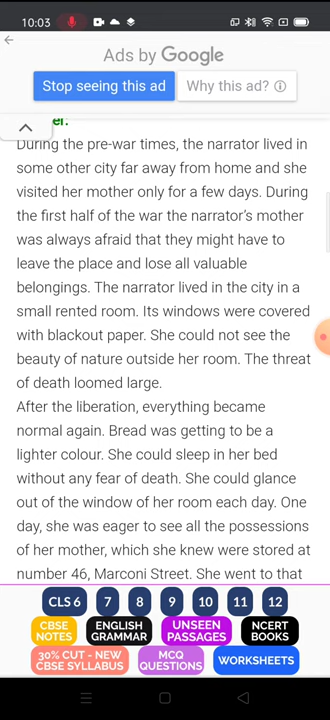 10:03
Ads by Google
Stop seeing this ad
Why this ad?
er:
During the pre-war times, the narrator lived in
some other city far away from home and she
visited her mother only for a few days. During
the first half of the war the narrator's mother
was always afraid that they might have to
leave the place and lose all valuable
belongings. The narrator lived in the city in a
small rented room. Its windows were covered
with blackout paper. She could not see the
beauty of nature outside her room. The threat
of death loomed large.
After the liberation, everything became
normal again. Bread was getting to be a
lighter colour. She could sleep in her bed
without any fear of death. She could glance
out of the window of her room each day. One
day, she was eager to see all the possessions
of her mother, which she knew were stored at
number 46, Marconi Street. She went to that
CLS 6 7 8 9 10 11 12
CBSE NOTES
ENGLISH GRAMMAR
UNSEEN PASSAGES
NCERT BOOKS
30% CUT - NEW CBSE SYLLABUS
MCQ QUESTIONS
WORKSHEETS